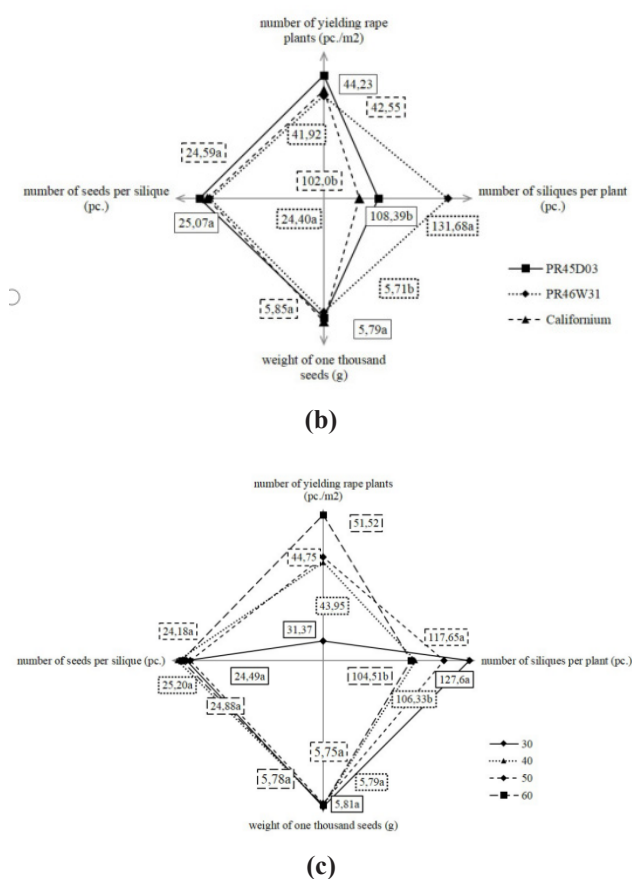 number of yielding rape
plants (pc./m2)
44,23
42,55
41,92
24,59a
102,0b
number of seeds per silique
(pc.)
number of siliques per plant
(pc.)
25,07a
24,40a
108,39b
131,68a
5,71b
5,85a
5,79a
PR45D03
PR46W31
Californium
weight of one thousand
seeds (g)
(b)
number of yielding rape plants
(pc./m2)
51,52
44,75
43,95
31,37
24,18a
117,65a
number of seeds per silique (pc.)
number of siliques per plant (pc.)
25,20a
24,49a
104,51b
127,6a
24,88a
106,33b
5,75a
5,78a
5,79a
5,81a
30
40
50
60
weight of one thousand seeds (g)
(c)